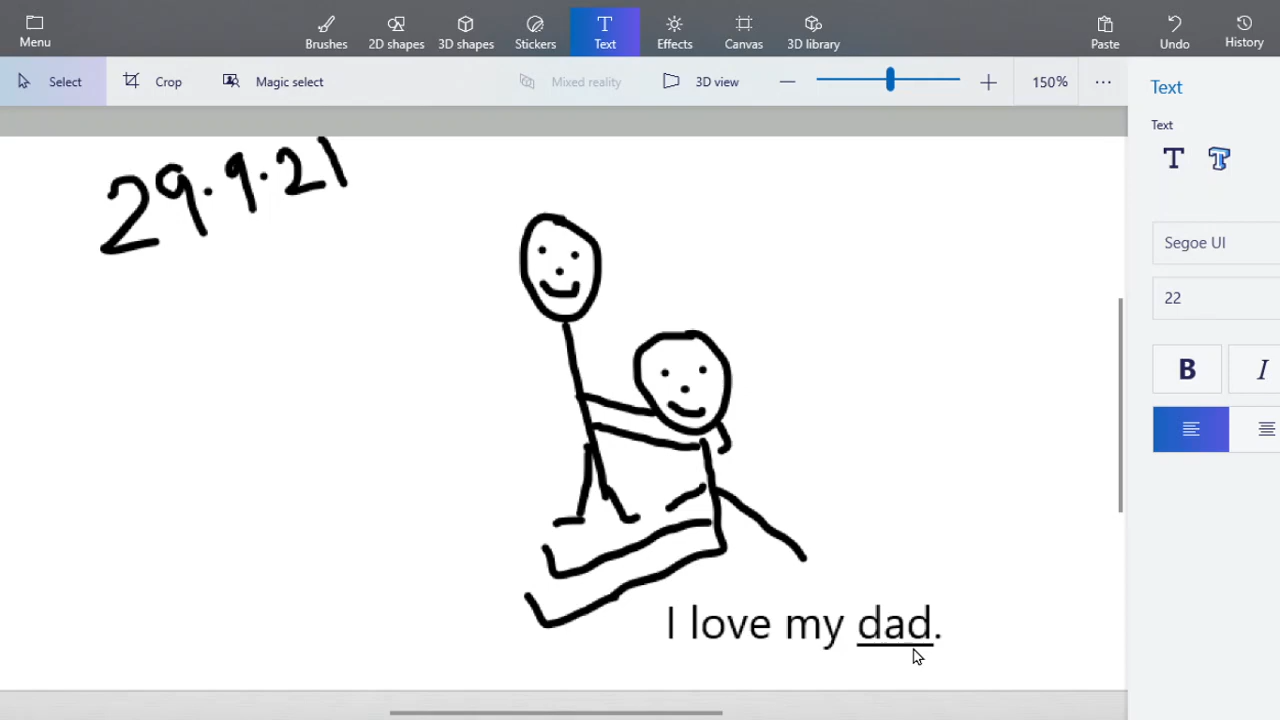 Menu
Brushes
2D shapes
3D shapes
Stickers
Text
Effects
Canvas
3D library
Paste
Undo
History
Select
Crop
Magic select
Mixed reality
3D view
150%
Text
Text
T
T
Segoe UI
22
B
I
29.9.21
I love my dad.